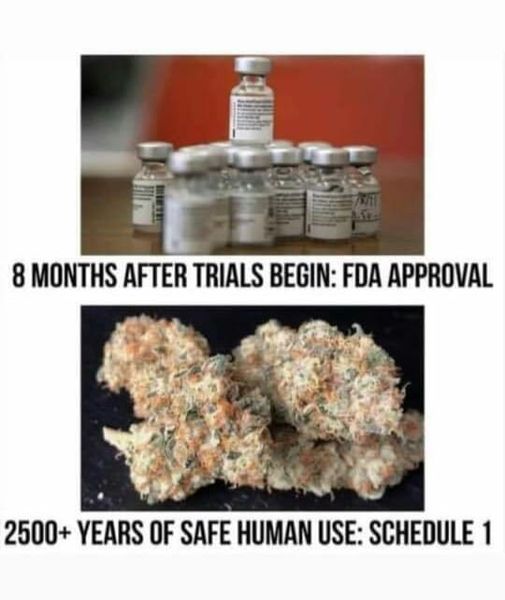 8 MONTHS AFTER TRIALS BEGIN: FDA APPROVAL
2500+ YEARS OF SAFE HUMAN USE: SCHEDULE 1